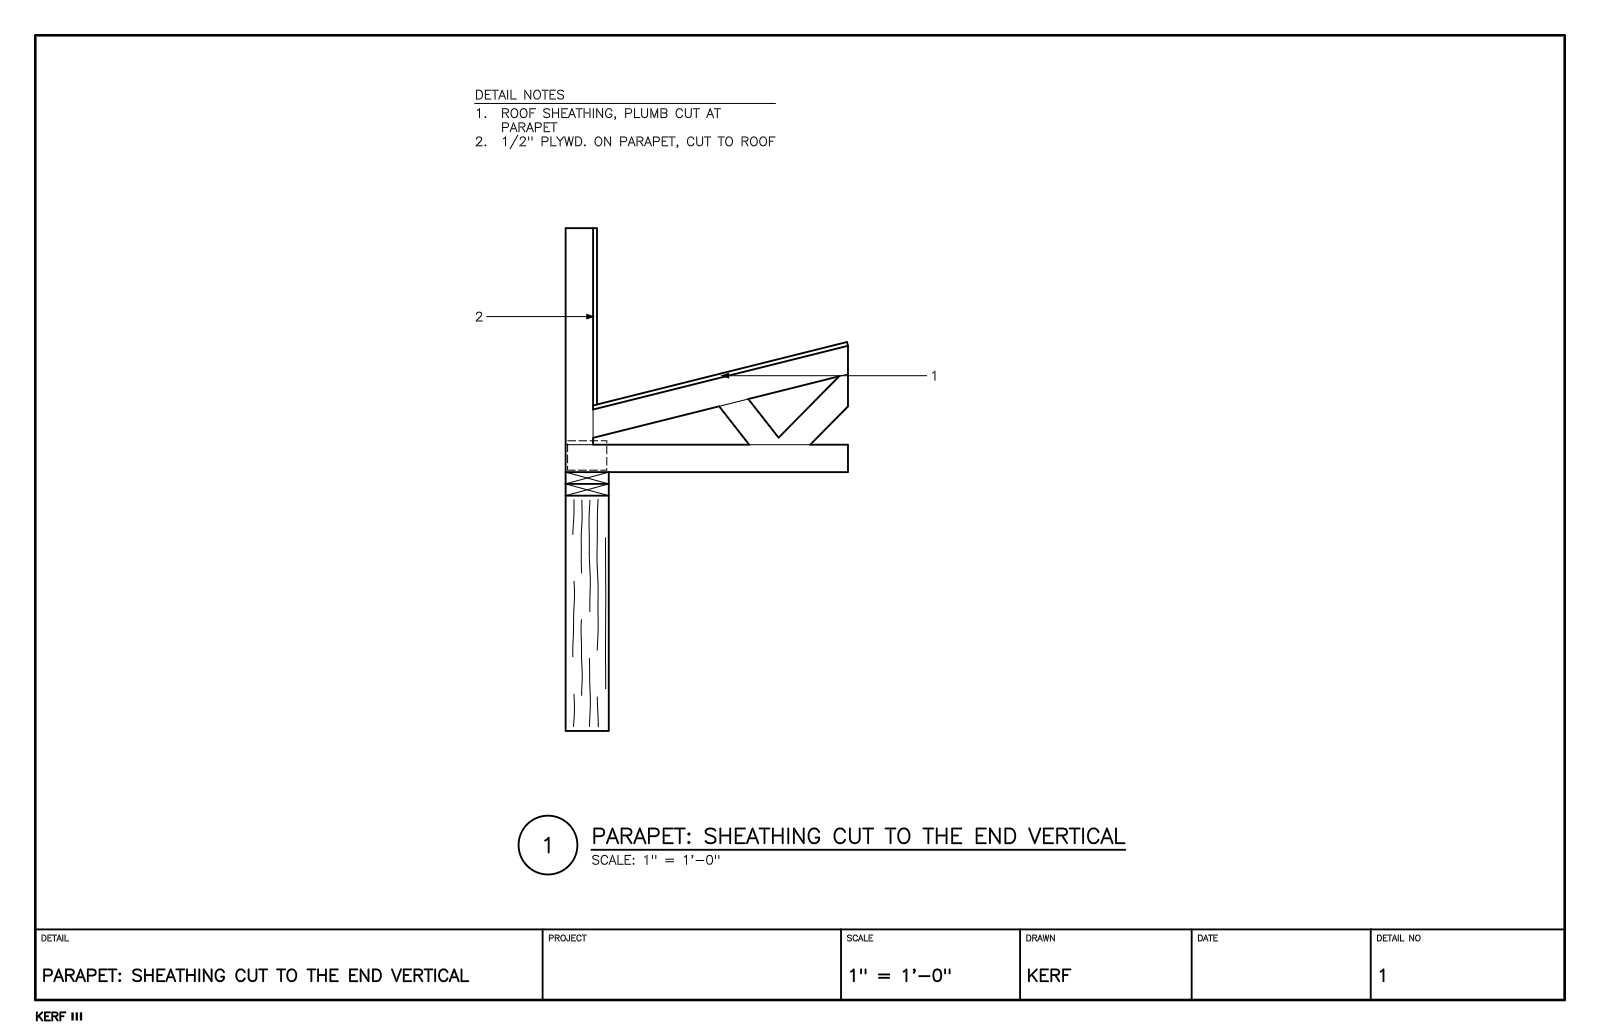 DETAIL NOTES
1. ROOF SHEATHING, PLUMB CUT AT
PARAPET
2. 1/2" PLYWD. ON PARAPET, CUT TO ROOF
2
1
1
PARAPET: SHEATHING CUT TO THE END VERTICAL
SCALE: 1" = 1'-0"
DETAIL
PARAPET: SHEATHING CUT TO THE END VERTICAL
PROJECT
SCALE
1" = 1'-0"
DRAWN
KERF
DATE
DETAIL NO
1
KERF III